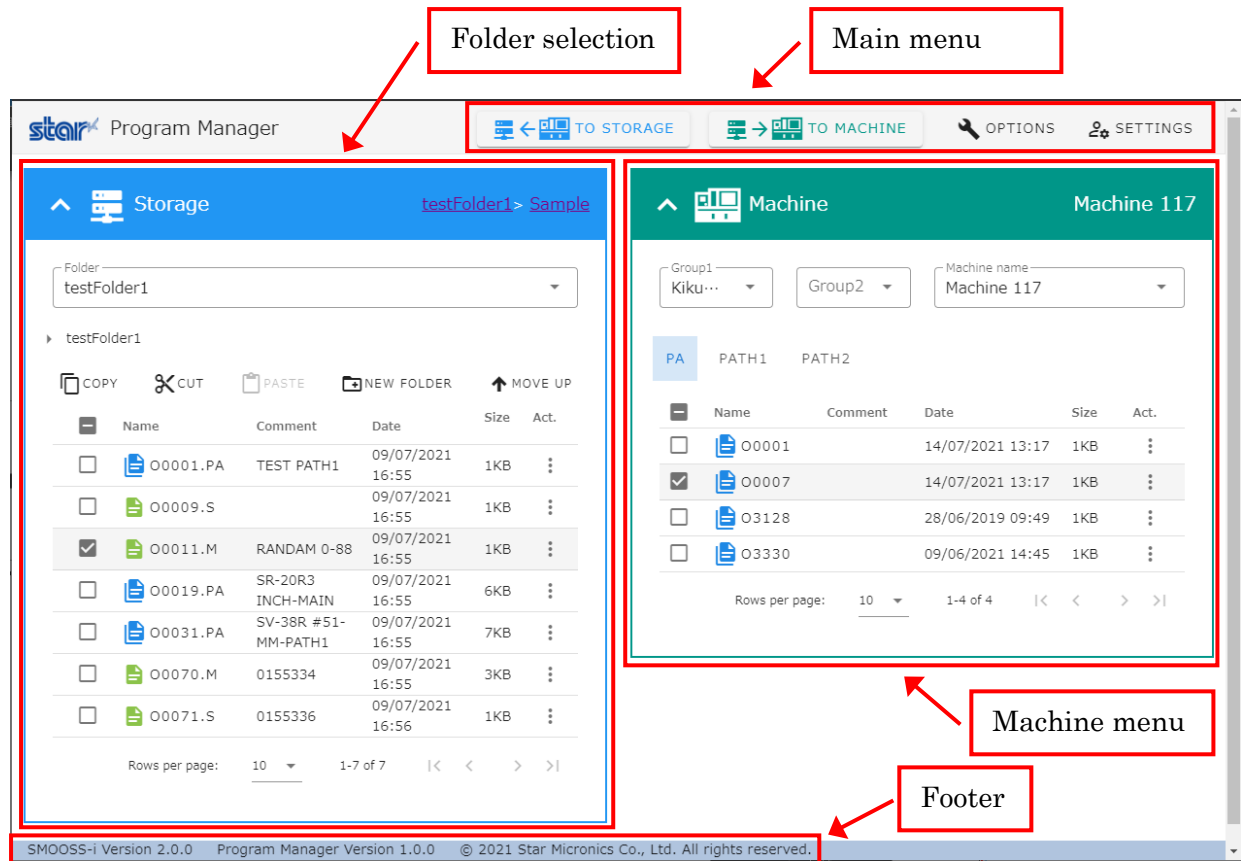 Folder selection
Main menu
star Program Manager
TO STORAGE
TO MACHINE
OPTIONS
SETTINGS
Storage
testFolder1> Sample
Folder
testFolder1
testFolder1
COPY CUT PASTE NEW FOLDER MOVE UP
Name Comment Date Size Act.
O0001.PA TEST PATH1 09/07/2021 16:55 1KB
O0009.S 09/07/2021 16:55 1KB
O0011.M RANDAM 0-88 09/07/2021 16:55 1KB
O0019.PA SR-20R3 INCH-MAIN 09/07/2021 16:55 6KB
O0031.PA SV-38R #51-MM-PATH1 09/07/2021 16:55 7KB
O0070.M 0155334 09/07/2021 16:55 3KB
O0071.S 0155336 09/07/2021 16:56 1KB
Rows per page: 10 1-7 of 7
Machine Machine 117
Group1 Machine name
Kiku… Group2 Machine 117
PA PATH1 PATH2
Name Comment Date Size Act.
O0001 14/07/2021 13:17 1KB
O0007 14/07/2021 13:17 1KB
O3128 28/06/2019 09:49 1KB
O3330 09/06/2021 14:45 1KB
Rows per page: 10 1-4 of 4
Machine menu
Footer
SMOOSS-i Version 2.0.0 Program Manager Version 1.0.0 © 2021 Star Micronics Co., Ltd. All rights reserved.